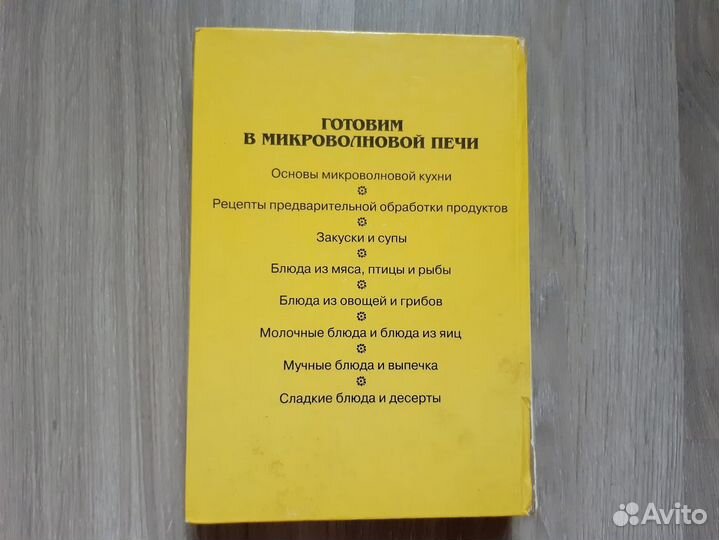 ГОТОВИМ
В МИКРОВОЛНОВОЙ ПЕЧИ
Основы микроволновой кухни
Рецепты предварительной обработки продуктов
Закуски и супы
Блюда из мяса, птицы и рыбы
Блюда из овощей и грибов
Молочные блюда и блюда из яиц
Мучные блюда и выпечка
Сладкие блюда и десерты
Avito